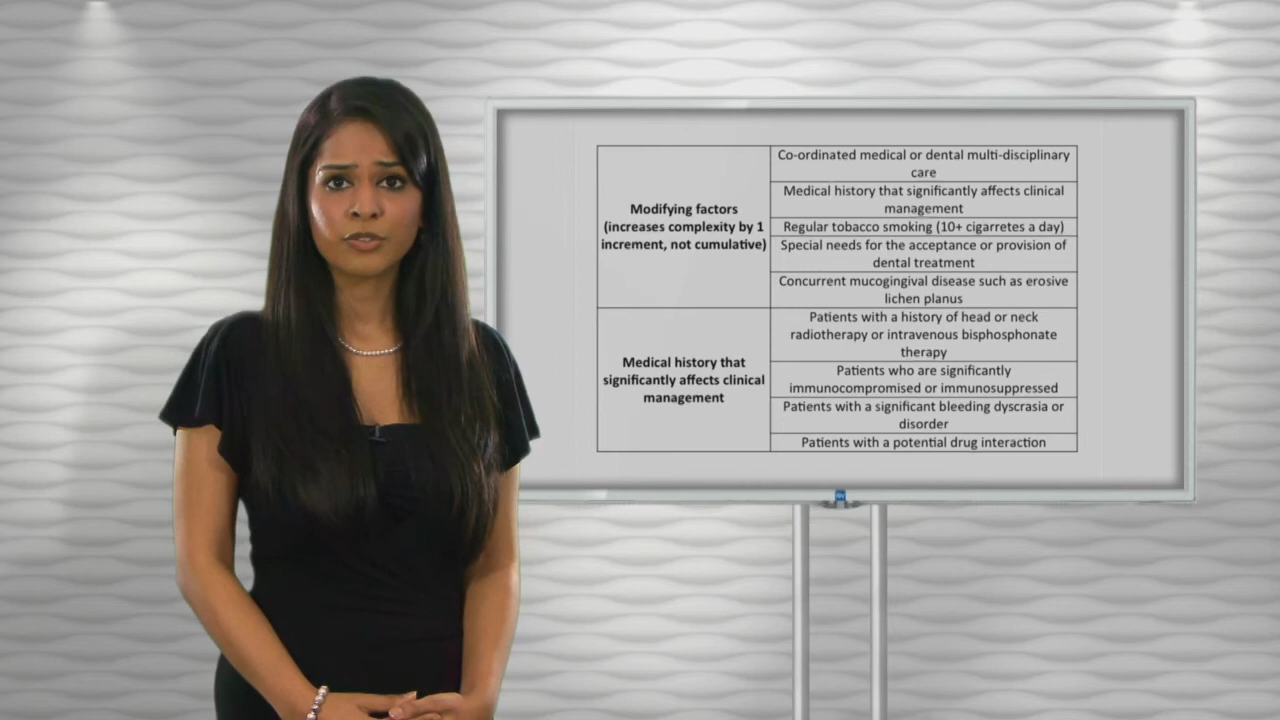 Modifying factors
(increases complexity by 1
increment, not cumulative)
Co-ordinated medical or dental multi-disciplinary
care
Medical history that significantly affects clinical
management
Regular tobacco smoking (10+ cigarretes a day)
Special needs for the acceptance or provision of
dental treatment
Concurrent mucogingival disease such as erosive
lichen planus
Medical history that
significantly affects clinical
management
Patients with a history of head or neck
radiotherapy or intravenous bisphosphonate
therapy
Patients who are significantly
immunocompromised or immunosuppressed
Patients with a significant bleeding dyscrasia or
disorder
Patients with a potential drug interaction